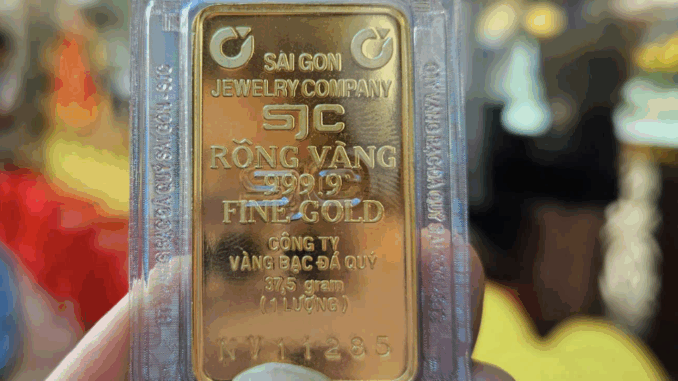 SAI GON
JEWELRY COMPANY
SJC
RỒNG VÀNG
999,9
FINE GOLD
CÔNG TY
VÀNG BẠC ĐÁ QUÝ
37,5 gram
(1 LƯỢNG)